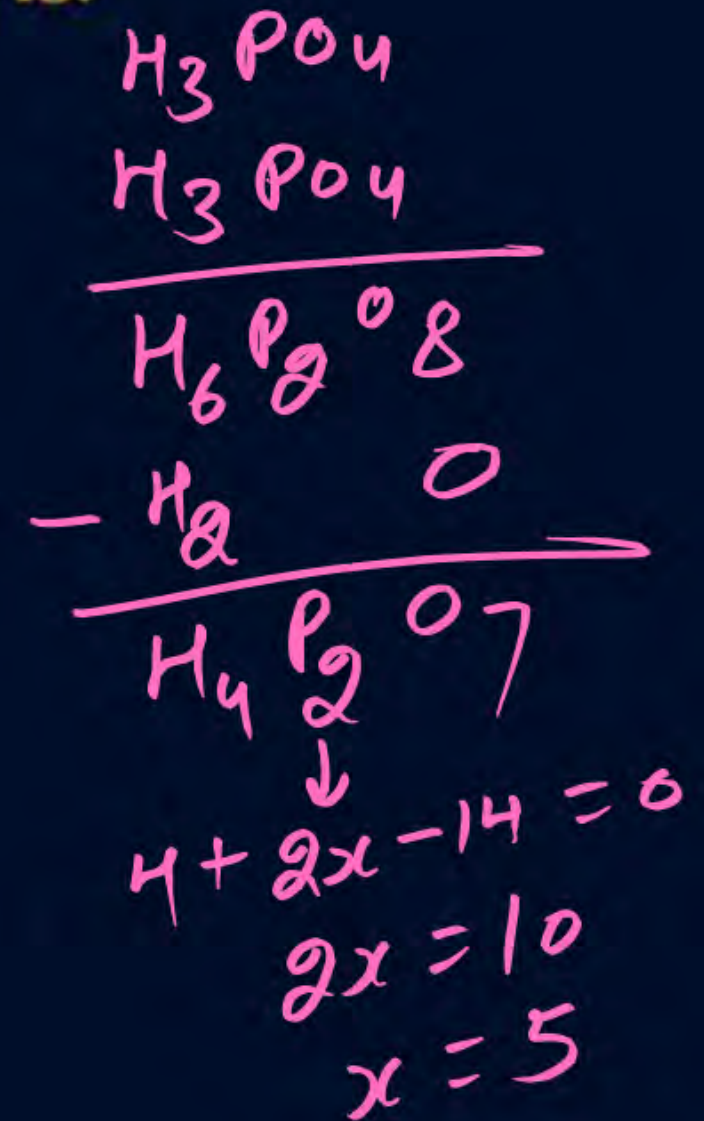 H₃PO₄
H₃PO₄
H₆P₂O₈
- H₂ O
H₄P₂O₇
↓
4 + 2x - 14 = 0
2x = 10
x = 5